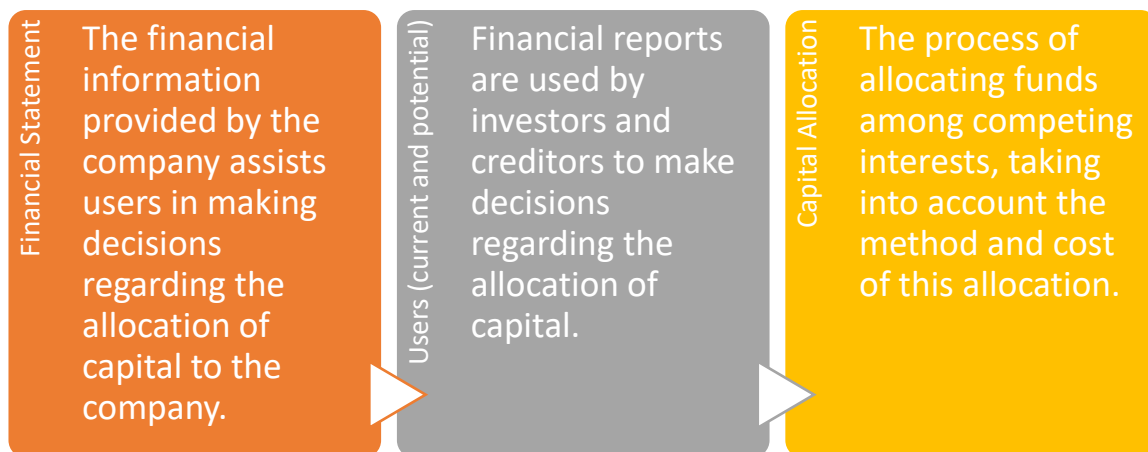 Financial Statement
The financial
information
provided by the
company assists
users in making
decisions
regarding the
allocation of
capital to the
company.
Users (current and potential)
Financial reports
are used by
investors and
creditors to make
decisions
regarding the
allocation of
capital.
Capital Allocation
The process of
allocating funds
among competing
interests, taking
into account the
method and cost
of this allocation.